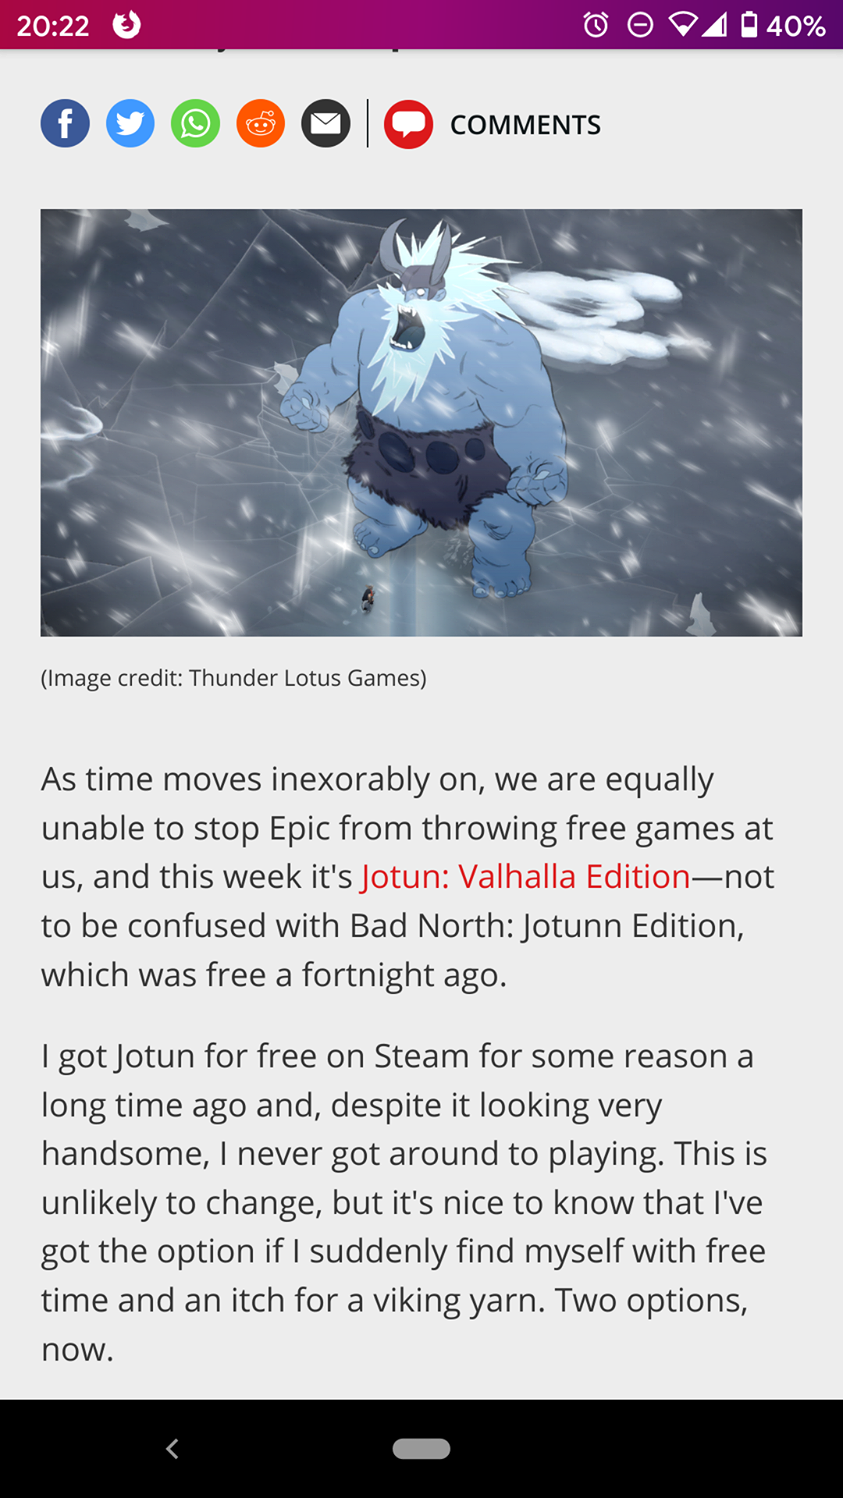 20:22
40%
COMMENTS
(Image credit: Thunder Lotus Games)
As time moves inexorably on, we are equally
unable to stop Epic from throwing free games at
us, and this week it's Jotun: Valhalla Edition—not
to be confused with Bad North: Jotunn Edition,
which was free a fortnight ago.
I got Jotun for free on Steam for some reason a
long time ago and, despite it looking very
handsome, I never got around to playing. This is
unlikely to change, but it's nice to know that I've
got the option if I suddenly find myself with free
time and an itch for a viking yarn. Two options,
now.